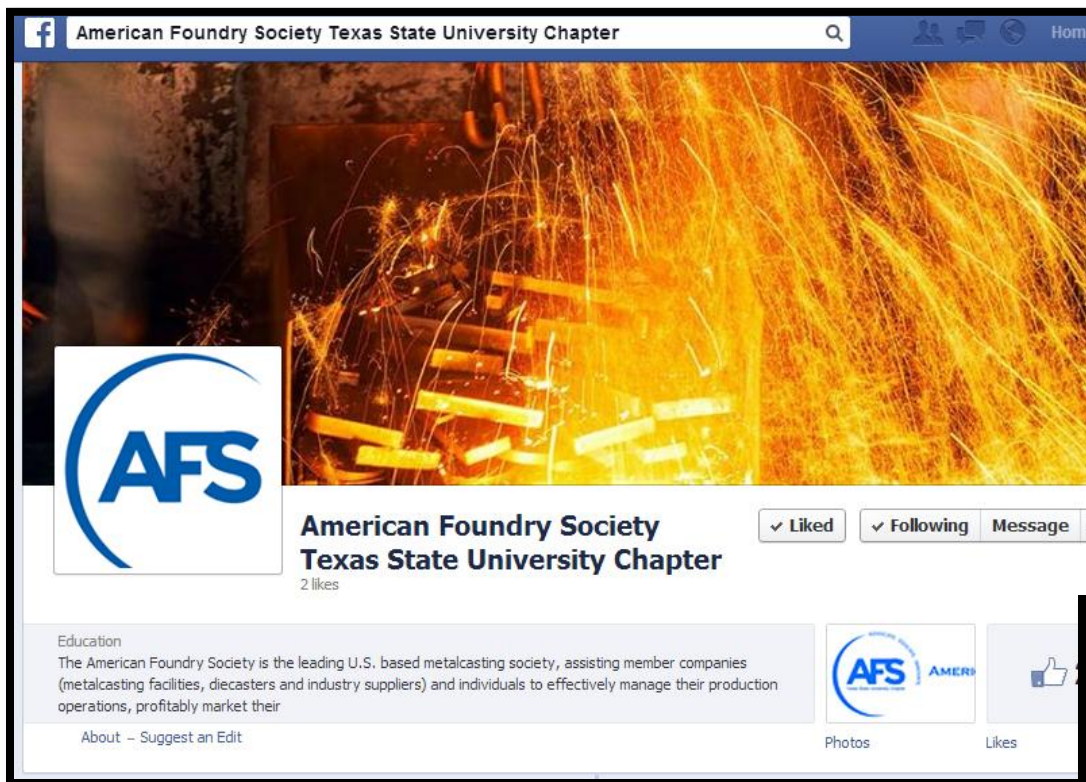 f
American Foundry Society Texas State University Chapter
Hom
AFS
American Foundry Society
Texas State University Chapter
2 likes
✓ Liked
✓ Following
Message
Education
The American Foundry Society is the leading U.S. based metalcasting society, assisting member companies
(metalcasting facilities, diecasters and industry suppliers) and individuals to effectively manage their production
operations, profitably market their
About – Suggest an Edit
AFS
AMERI
Photos
Likes